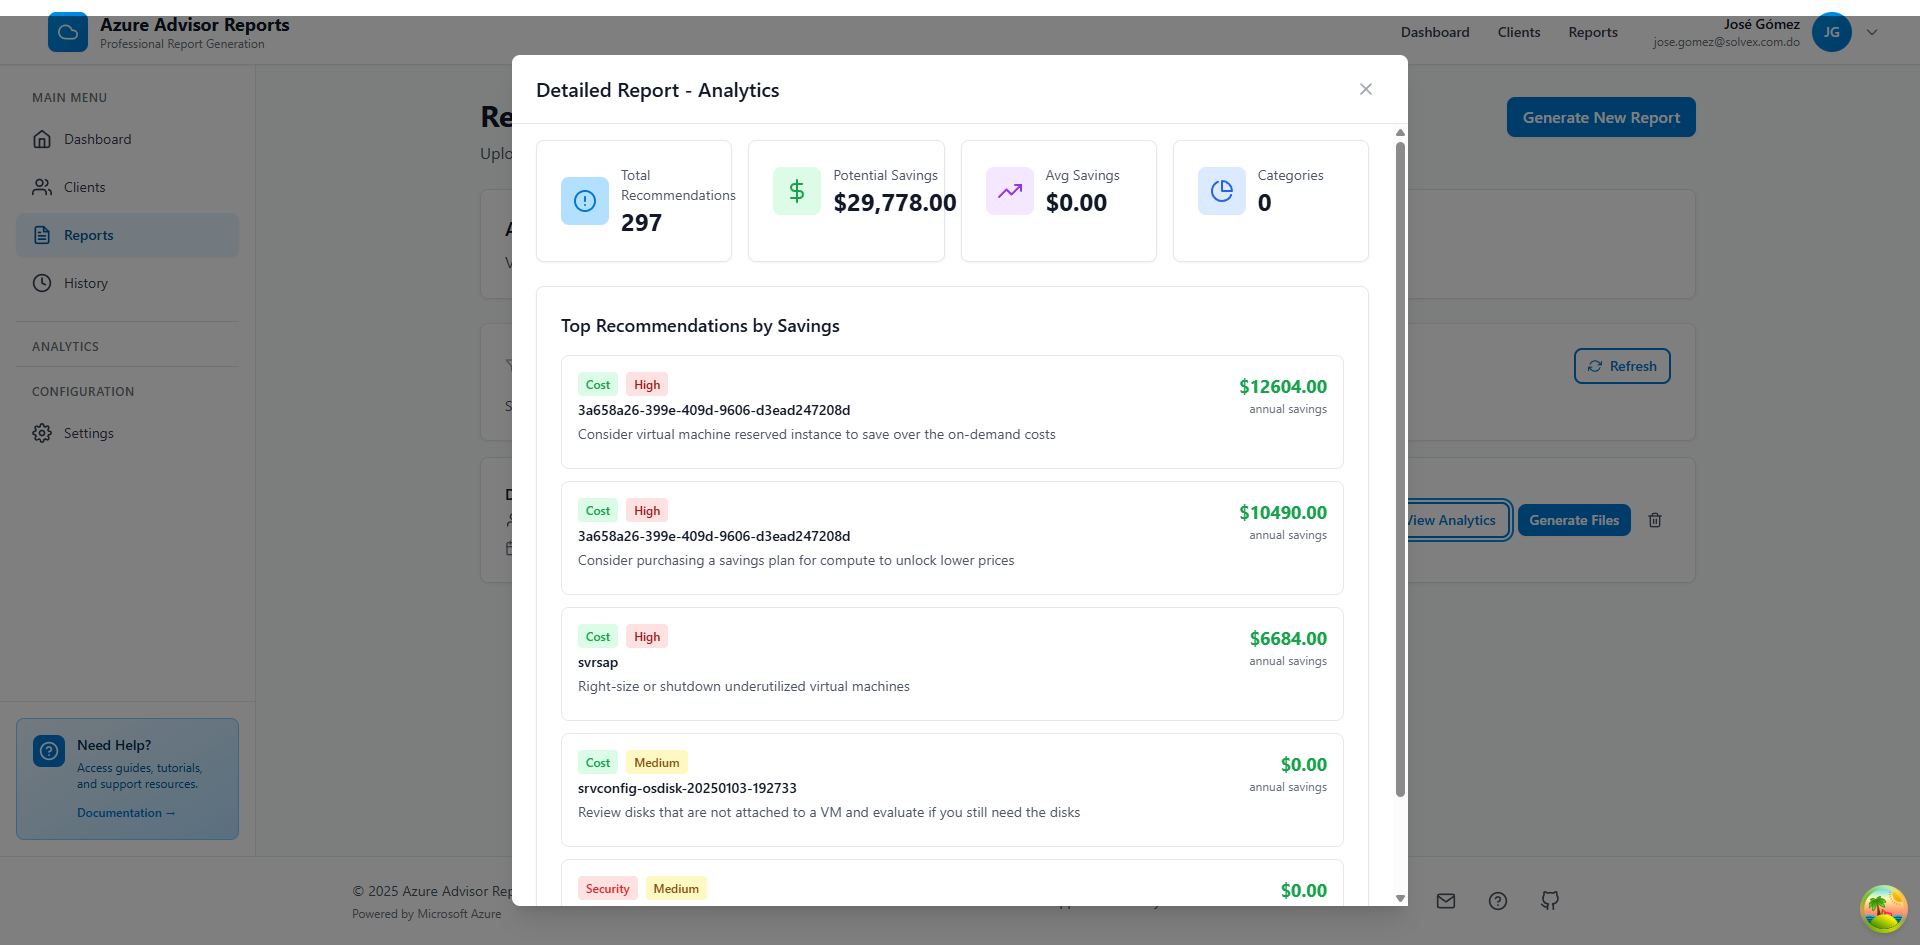 Azure Advisor Reports
Professional Report Generation
Dashboard
Clients
Reports
José Gómez
jose.gomez@solvex.com.do
JG
MAIN MENU
Dashboard
Clients
Reports
History
ANALYTICS
CONFIGURATION
Settings
Need Help?
Access guides, tutorials,
and support resources.
Documentation →
Generate New Report
Refresh
View Analytics
Generate Files
Detailed Report - Analytics
Total
Recommendations
297
Potential Savings
$29,778.00
Avg Savings
$0.00
Categories
0
Top Recommendations by Savings
Cost
High
3a658a26-399e-409d-9606-d3ead247208d
Consider virtual machine reserved instance to save over the on-demand costs
$12604.00
annual savings
Cost
High
3a658a26-399e-409d-9606-d3ead247208d
Consider purchasing a savings plan for compute to unlock lower prices
$10490.00
annual savings
Cost
High
svrsap
Right-size or shutdown underutilized virtual machines
$6684.00
annual savings
Cost
Medium
srvconfig-osdisk-20250103-192733
Review disks that are not attached to a VM and evaluate if you still need the disks
$0.00
annual savings
Security
Medium
$0.00
© 2025 Azure Advisor Rep
Powered by Microsoft Azure